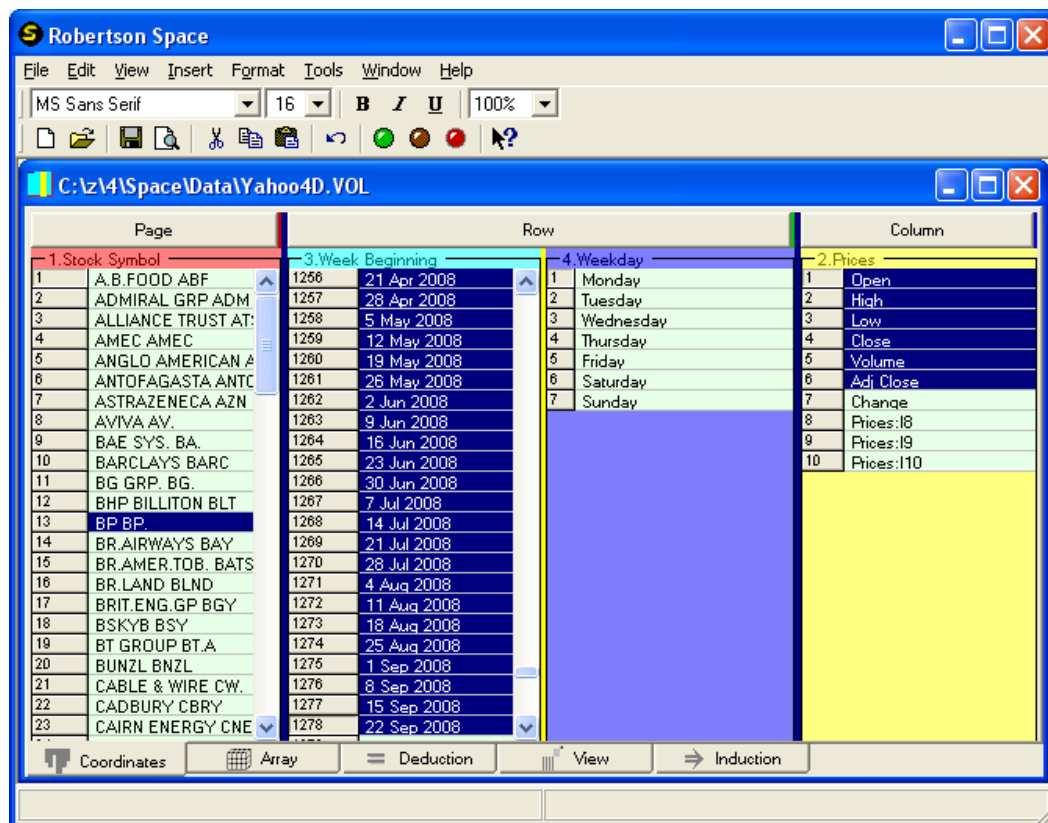 Robertson Space
File Edit View Insert Format Tools Window Help
MS Sans Serif 16 B I U 100%
C:\z\4\Space\Data\Yahoo4D.VOL
Page Row Column
1.Stock Symbol 3.Week Beginning 4.Weekday 2.Prices
1 A.B.FOOD ABF 1256 21 Apr 2008 1 Monday 1 Open
2 ADMIRAL GRP ADM 1257 28 Apr 2008 2 Tuesday 2 High
3 ALLIANCE TRUST AT 1258 5 May 2008 3 Wednesday 3 Low
4 AMEC AMEC 1259 12 May 2008 4 Thursday 4 Close
5 ANGLO AMERICAN A 1260 19 May 2008 5 Friday 5 Volume
6 ANTOFAGASTA ANTO 1261 26 May 2008 6 Saturday 6 Adj Close
7 ASTRAZENECA AZN 1262 2 Jun 2008 7 Sunday 7 Change
8 AVIVA AV. 1263 9 Jun 2008 8 Prices:I8
9 BAE SYS. BA. 1264 16 Jun 2008 9 Prices:I9
10 BARCLAYS BARC 1265 23 Jun 2008 10 Prices:I10
11 BG GRP. BG. 1266 30 Jun 2008
12 BHP BILLITON BLT 1267 7 Jul 2008
13 BP BP. 1268 14 Jul 2008
14 BR.AIRWAYS BAY 1269 21 Jul 2008
15 BR.AMER.TOB. BATS 1270 28 Jul 2008
16 BR.LAND BLND 1271 4 Aug 2008
17 BRIT.ENG.GP BGY 1272 11 Aug 2008
18 BSKYB BSY 1273 18 Aug 2008
19 BT GROUP BT.A 1274 25 Aug 2008
20 BUNZL BNZL 1275 1 Sep 2008
21 CABLE & WIRE CW. 1276 8 Sep 2008
22 CADBURY CBRY 1277 15 Sep 2008
23 CAIRN ENERGY CNE 1278 22 Sep 2008
Coordinates Array Deduction View Induction